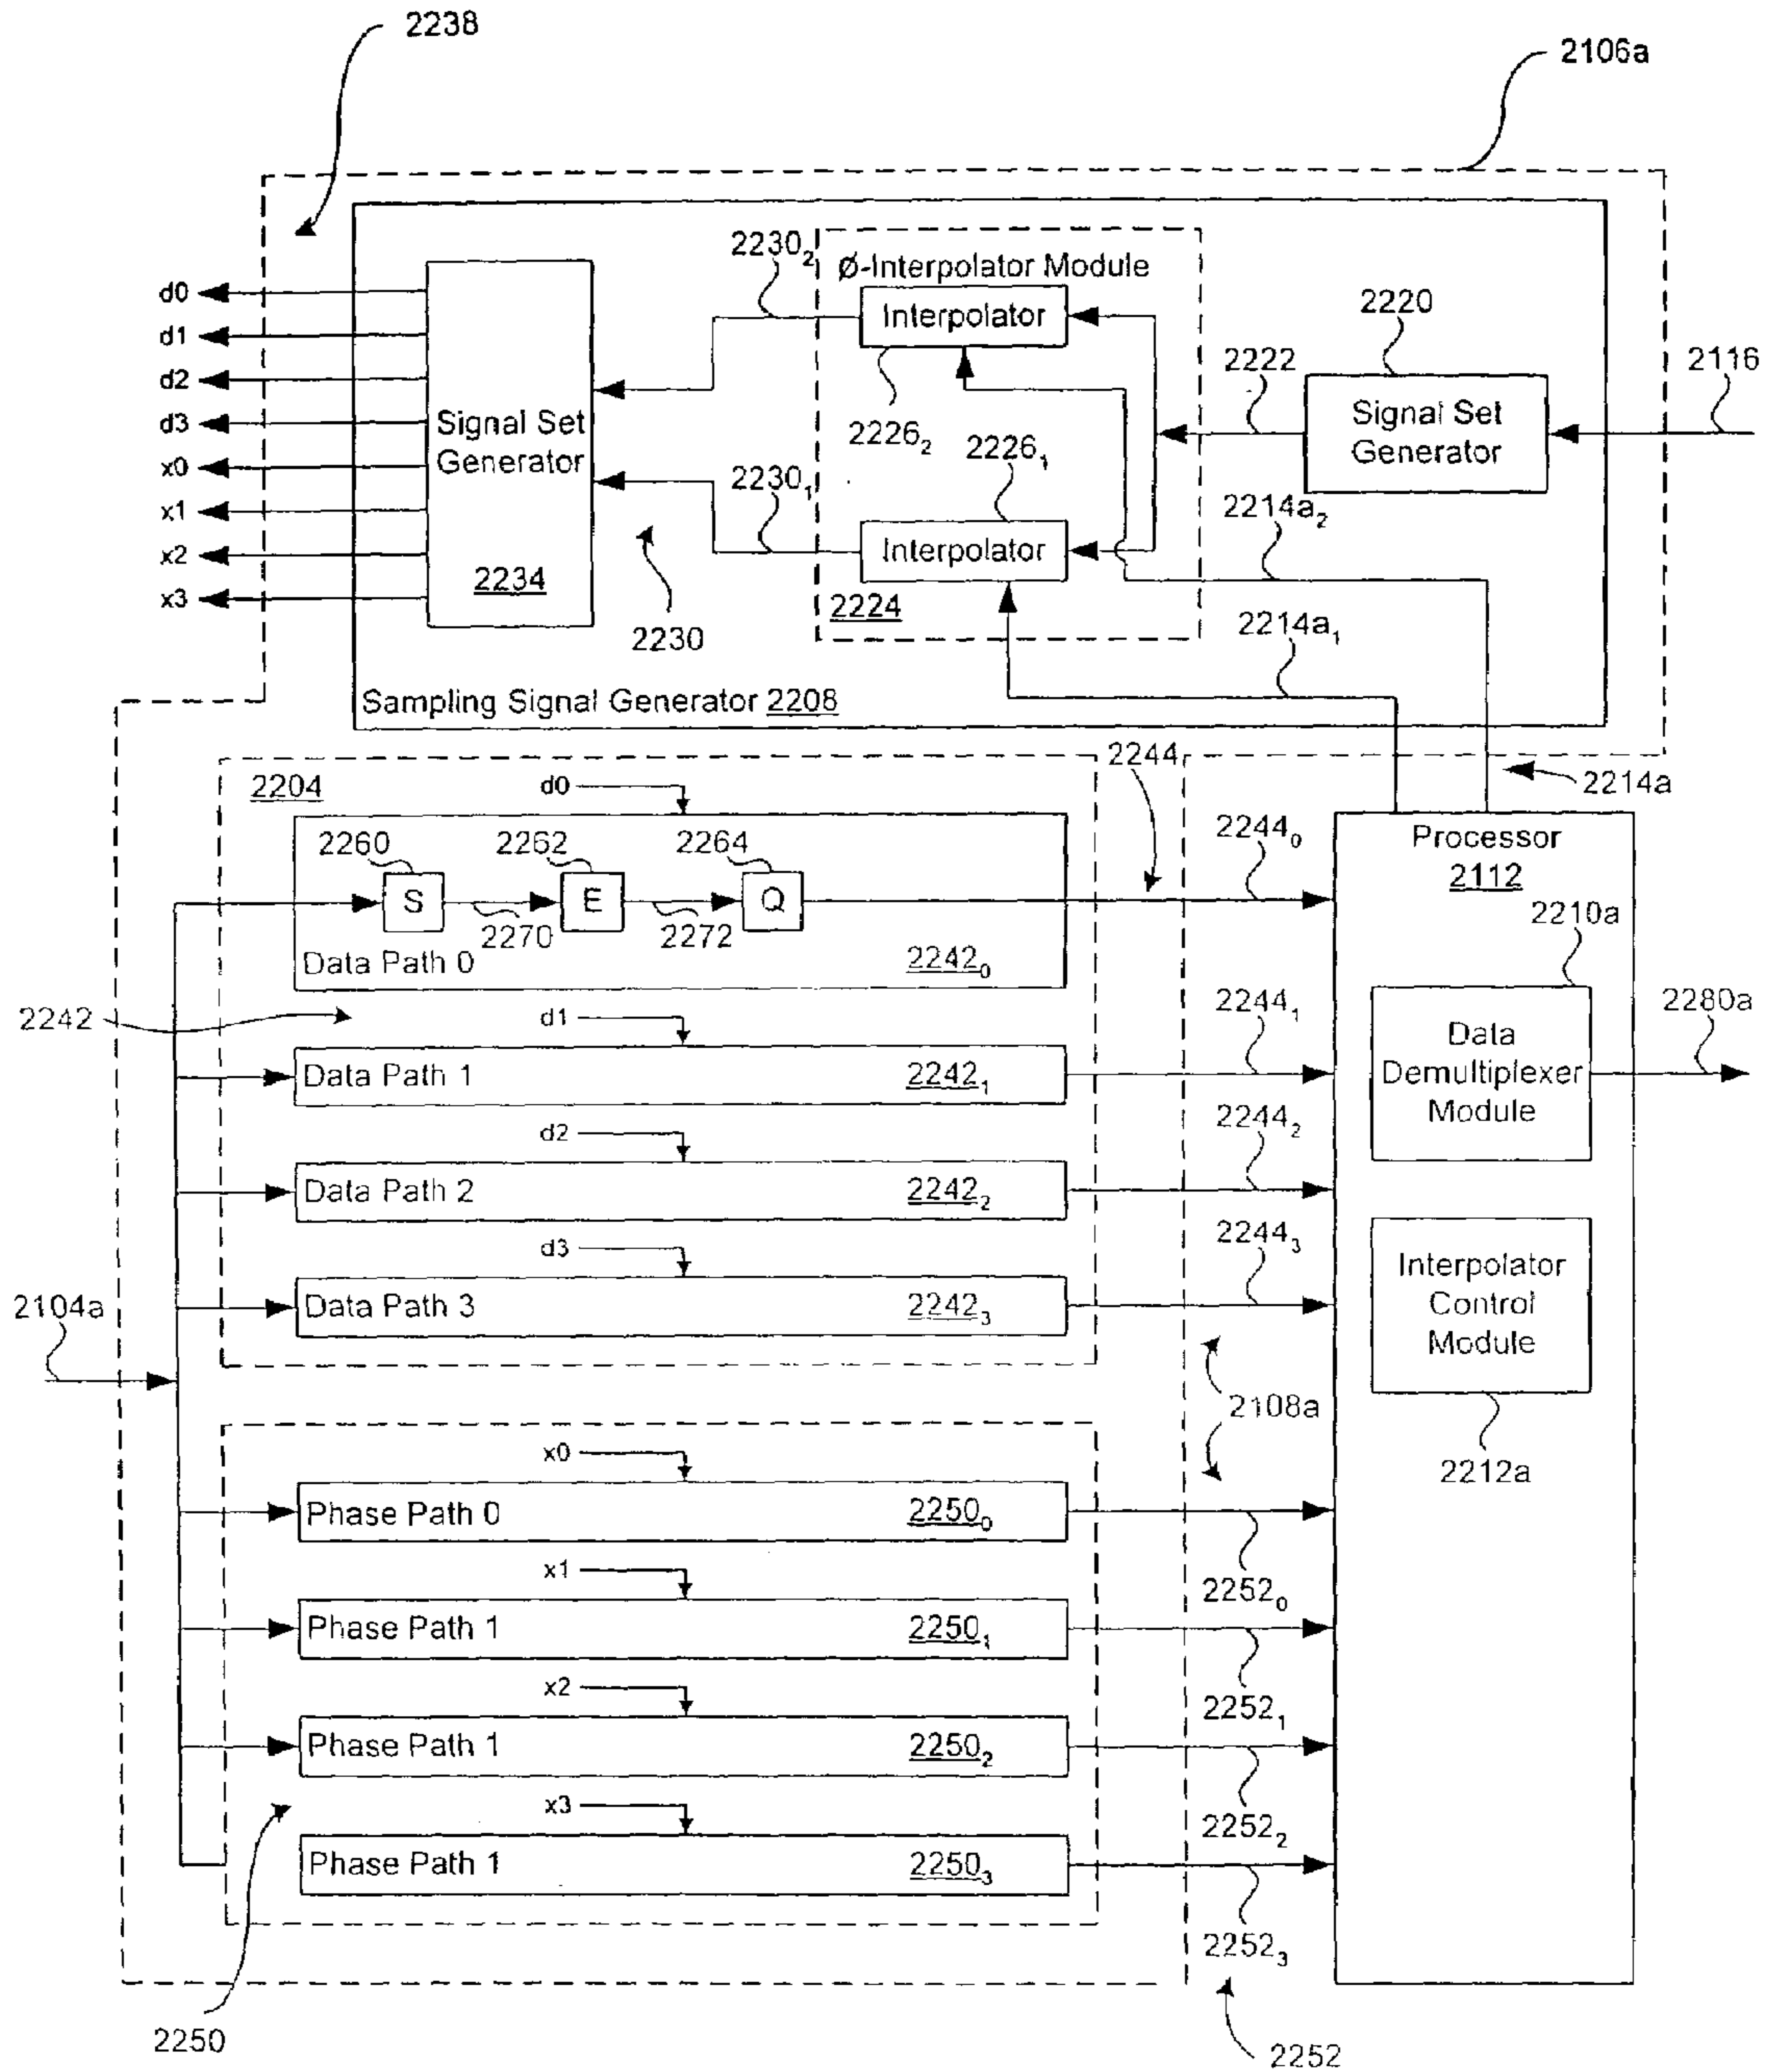 2238
2106a
2230₂
Ø-Interpolator Module
d0
Interpolator
2220
d1
2222
2116
d2
Signal Set
Generator
d3
Signal Set
Generator
2226₂
2226₁
x0
2230₁
2214a₂
x1
Interpolator
x2
2234
2224
x3
2230
2214a₁
Sampling Signal Generator 2208
2244
2214a
2204
d0
2244₀
Processor
2112
2260
2262
2264
S
E
Q
2210a
2270
2272
Data Path 0
2242₀
2242
d1
2244₁
2280a
Data
Demultiplexer
Module
Data Path 1
2242₁
d2
2244₂
Data Path 2
2242₂
d3
2244₃
Interpolator
Control
Module
2104a
Data Path 3
2242₃
2108a
x0
2212a
Phase Path 0
2250₀
x1
2252₀
Phase Path 1
2250₁
x2
2252₁
Phase Path 1
2250₂
x3
2252₂
Phase Path 1
2250₃
2252₃
2250
2252